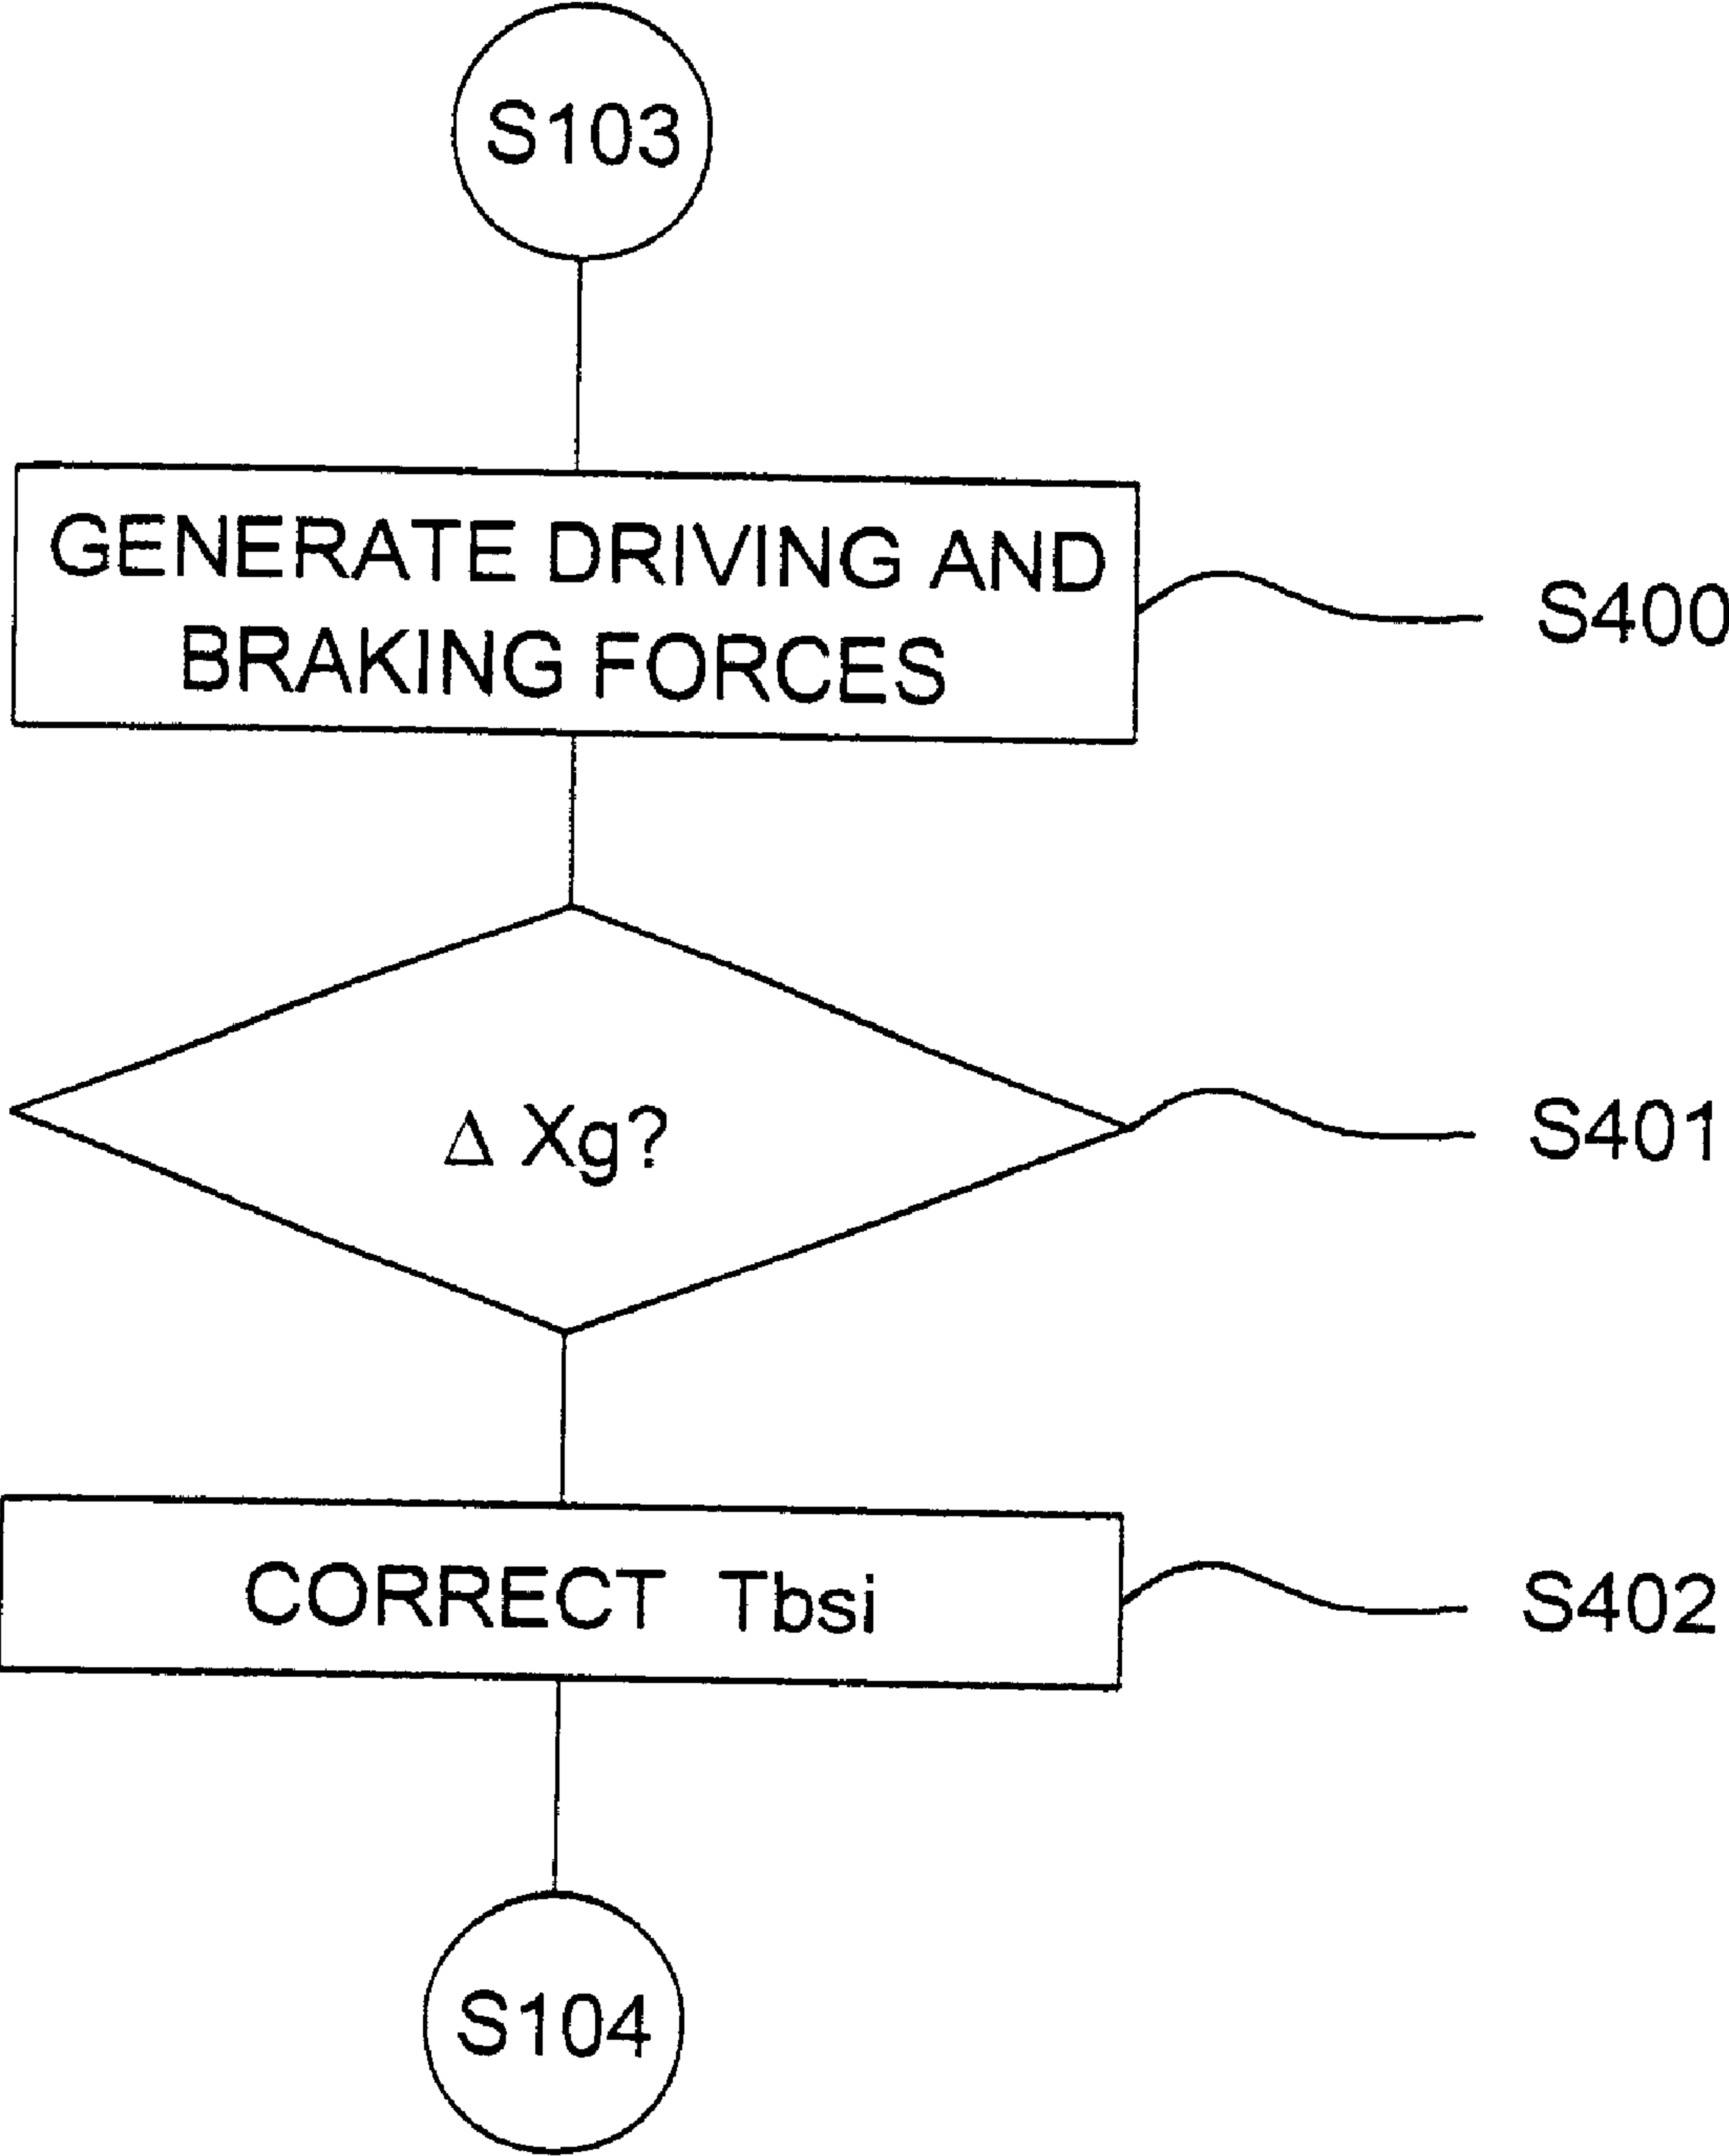 S103
GENERATE DRIVING AND
BRAKING FORCES
S400
Δ Xg?
S401
CORRECT Tbsi
S402
S104